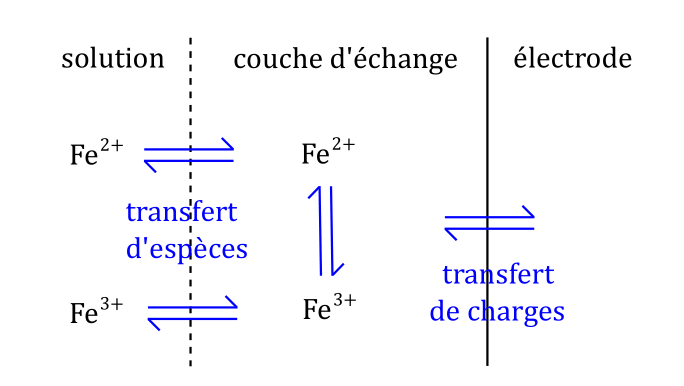 solution
couche d'échange
électrode
Fe²⁺
Fe²⁺
transfert
d'espèces
transfert
de charges
Fe³⁺
Fe³⁺